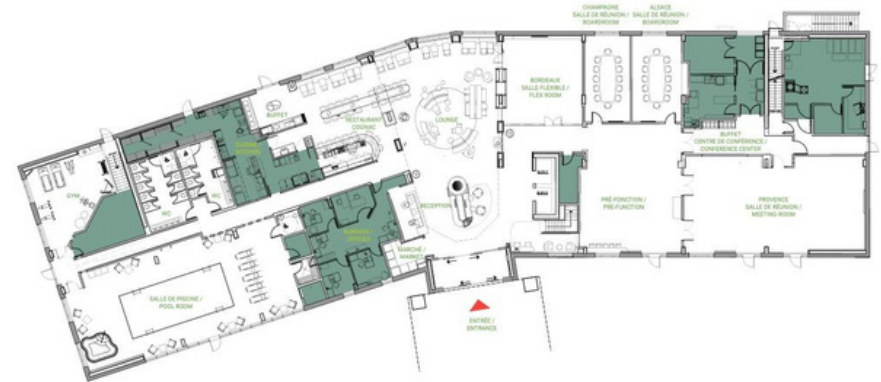 CHAMPAGNE
SALLE DE RÉUNION /
BOARDROOM
ALSACE
SALLE DE RÉUNION /
BOARDROOM
BORDEAUX
SALLE FLEXIBLE /
FLEX ROOM
BUFFET
RESTAURANT
COGNAC
LOUNGE
BUFFET
CENTRE DE CONFÉRENCE /
CONFERENCE CENTER
GYM
WC
WC
RECEPTION
BUREAUX /
OFFICES
MARCHÉ /
MARKET
PRÉ FONCTION /
PRE FUNCTION
PROVENCE
SALLE DE RÉUNION /
MEETING ROOM
SALLE DE PISCINE /
POOL ROOM
ENTRÉE /
ENTRANCE